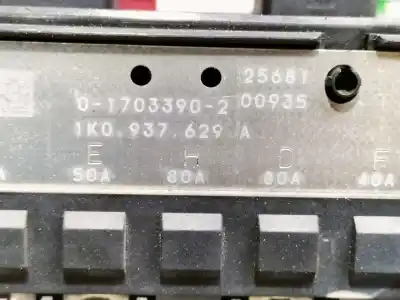 25681
0-1703390-2 00935
1K0.937.629 A
E H D F
50A 80A 80A 40A